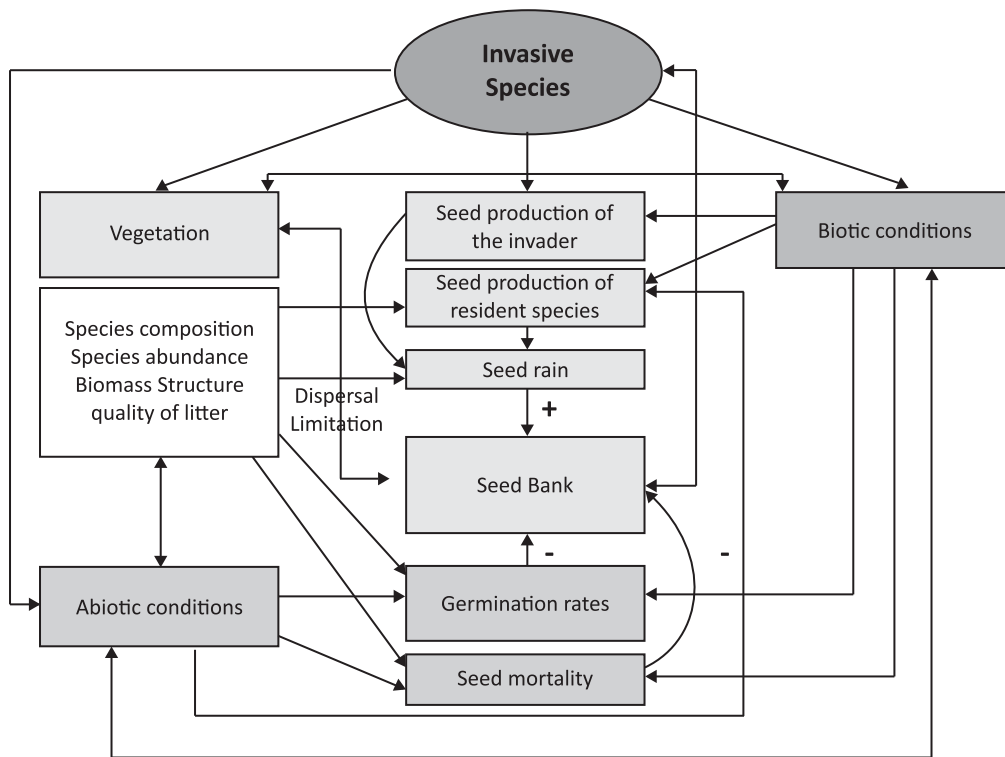 Invasive
Species
Vegetation
Seed production of
the invader
Biotic conditions
Seed production of
resident species
Species composition
Species abundance
Biomass Structure
quality of litter
Seed rain
Dispersal
Limitation
+
Seed Bank
-
-
Abiotic conditions
Germination rates
Seed mortality